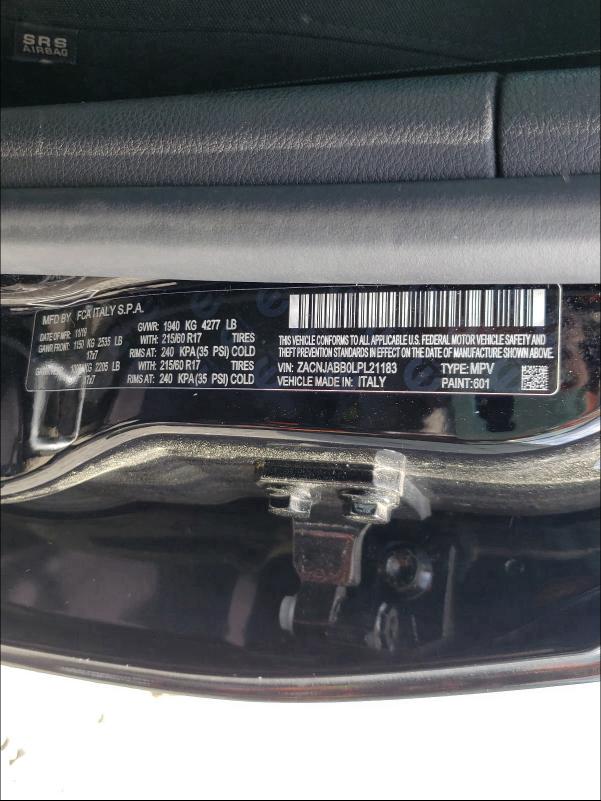 SRS
AIRBAG
MFD BY FCA ITALY S.P.A.
DATE OF MFR: 11/19 GVWR: 1940 KG 4277 LB
GAWR FRONT: 1150 KG 2535 LB WITH: 215/60 R17 TIRES
17x7 RIMS AT: 240 KPA(35 PSI) COLD
KG 2205 LB WITH: 215/60 R17 TIRES
17x7 RIMS AT: 240 KPA(35 PSI) COLD
THIS VEHICLE CONFORMS TO ALL APPLICABLE U.S. FEDERAL MOTOR VEHICLE SAFETY
AND THEFT PREVENTION STANDARDS IN EFFECT ON THE DATE OF MANUFACTURE
VIN: ZACNJABB0LPL21183 TYPE: MPV
VEHICLE MADE IN: ITALY PAINT:601